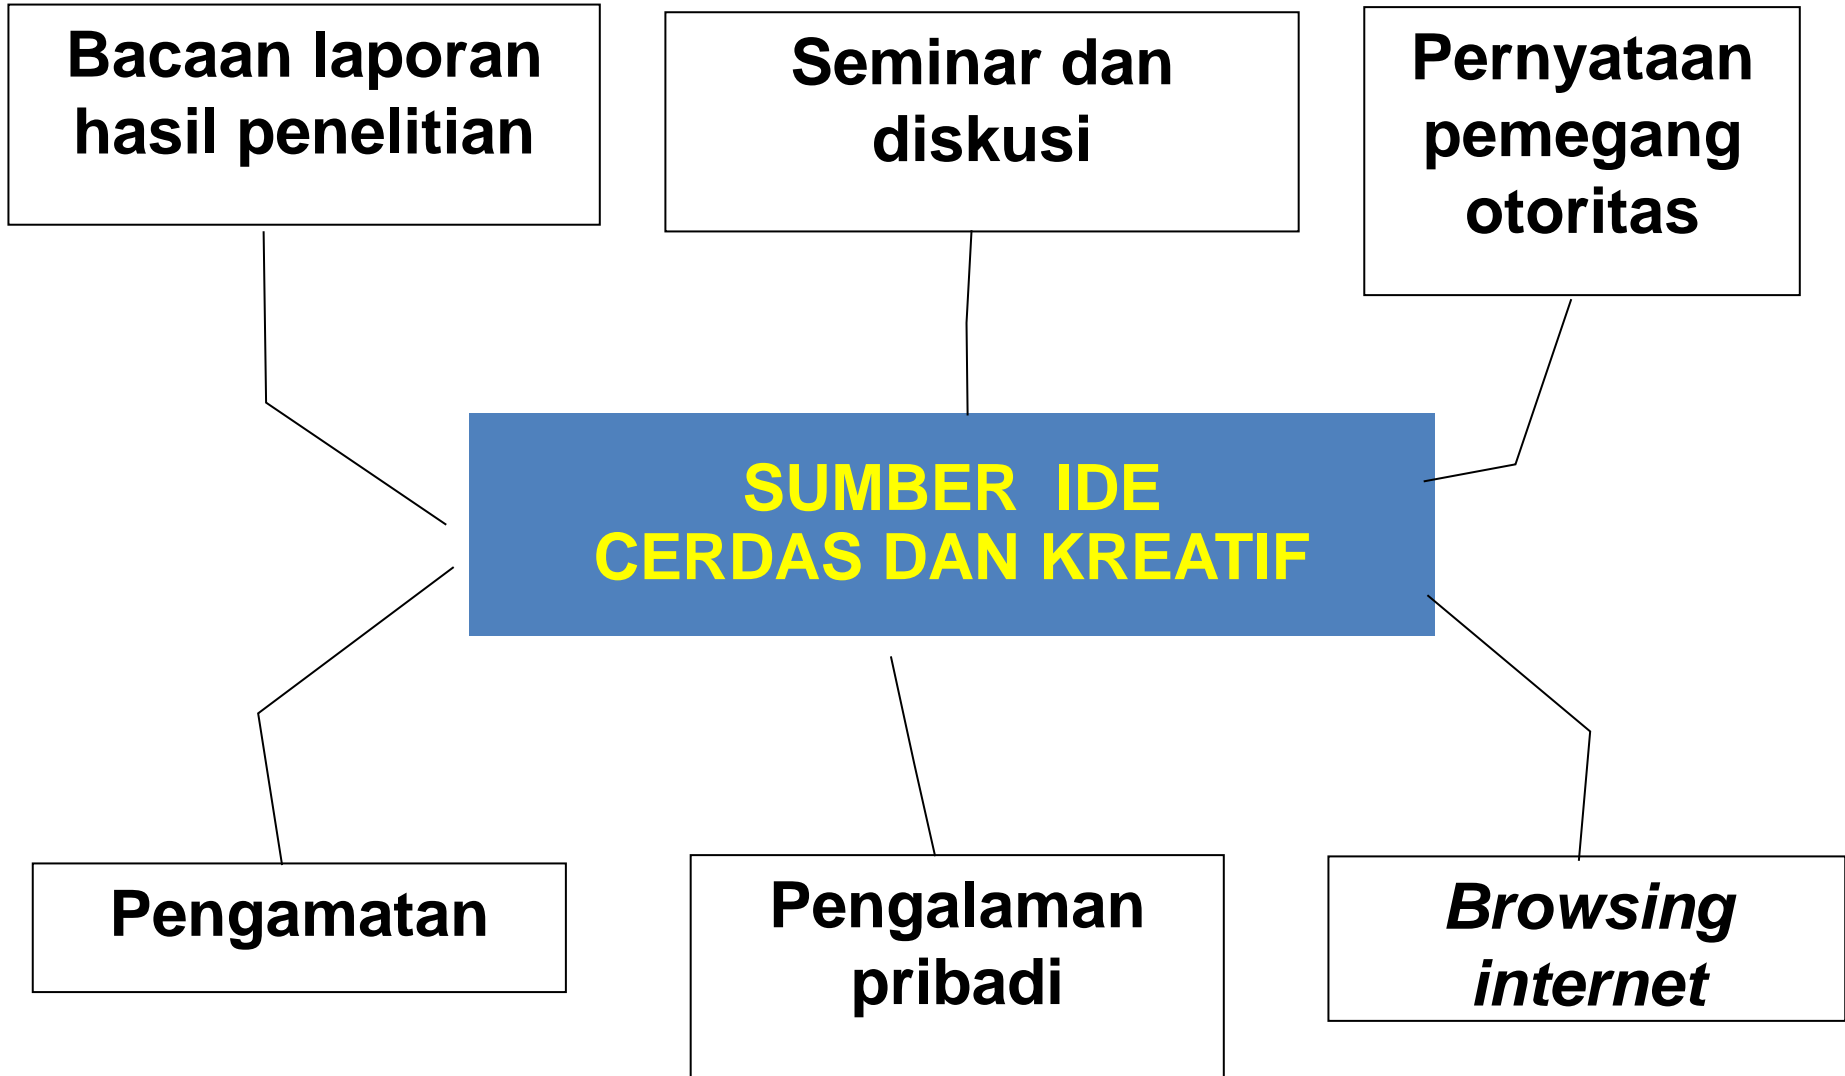 Bacaan laporan
hasil penelitian
Seminar dan
diskusi
Pernyataan
pemegang
otoritas
SUMBER IDE
CERDAS DAN KREATIF
Pengamatan
Pengalaman
pribadi
Browsing
internet